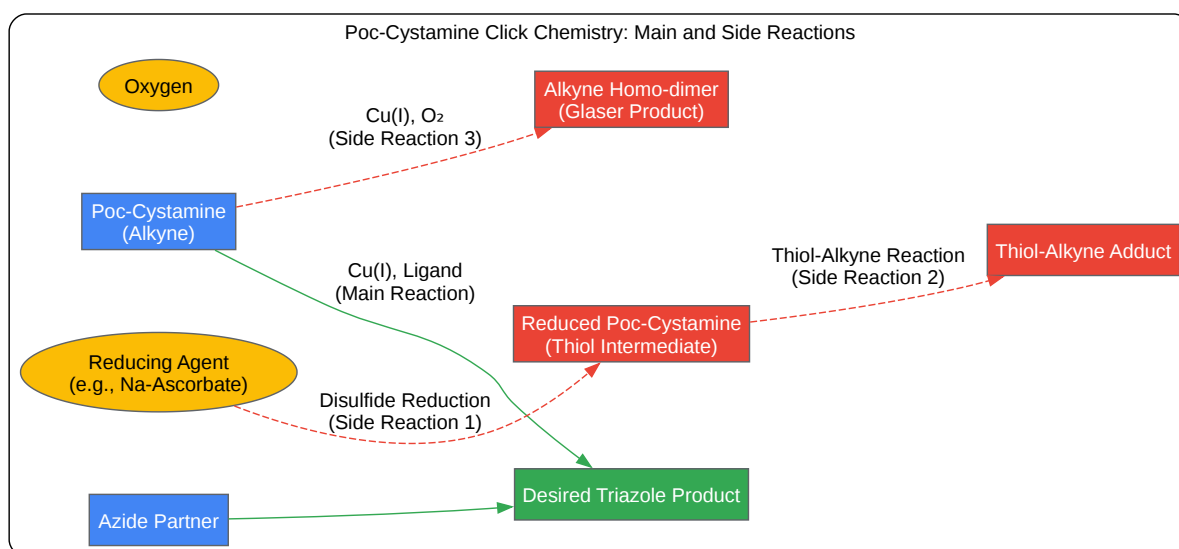 Poc-Cystamine Click Chemistry: Main and Side Reactions
Oxygen
Alkyne Homo-dimer
(Glaser Product)
Cu(I), O₂
(Side Reaction 3)
Poc-Cystamine
(Alkyne)
Thiol-Alkyne Reaction
(Side Reaction 2)
Thiol-Alkyne Adduct
Cu(I), Ligand
(Main Reaction)
Reduced Poc-Cystamine
(Thiol Intermediate)
Reducing Agent
(e.g., Na-Ascorbate)
Disulfide Reduction
(Side Reaction 1)
Desired Triazole Product
Azide Partner